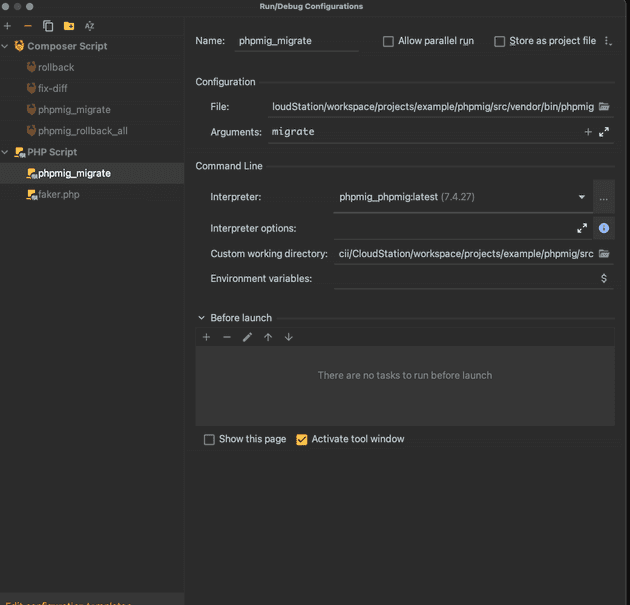 Run/Debug Configurations
Composer Script
rollback
fix-diff
phpmig_migrate
phpmig_rollback_all
PHP Script
phpmig_migrate
faker.php
Name: phpmig_migrate
Allow parallel run
Store as project file
Configuration
File: loudStation/workspace/projects/example/phpmig/src/vendor/bin/phpmig
Arguments: migrate
Command Line
Interpreter: phpmig_phpmig:latest (7.4.27)
Interpreter options:
Custom working directory: cii/CloudStation/workspace/projects/example/phpmig/src
Environment variables:
Before launch
There are no tasks to run before launch
Show this page
Activate tool window
Edit configuration templates...